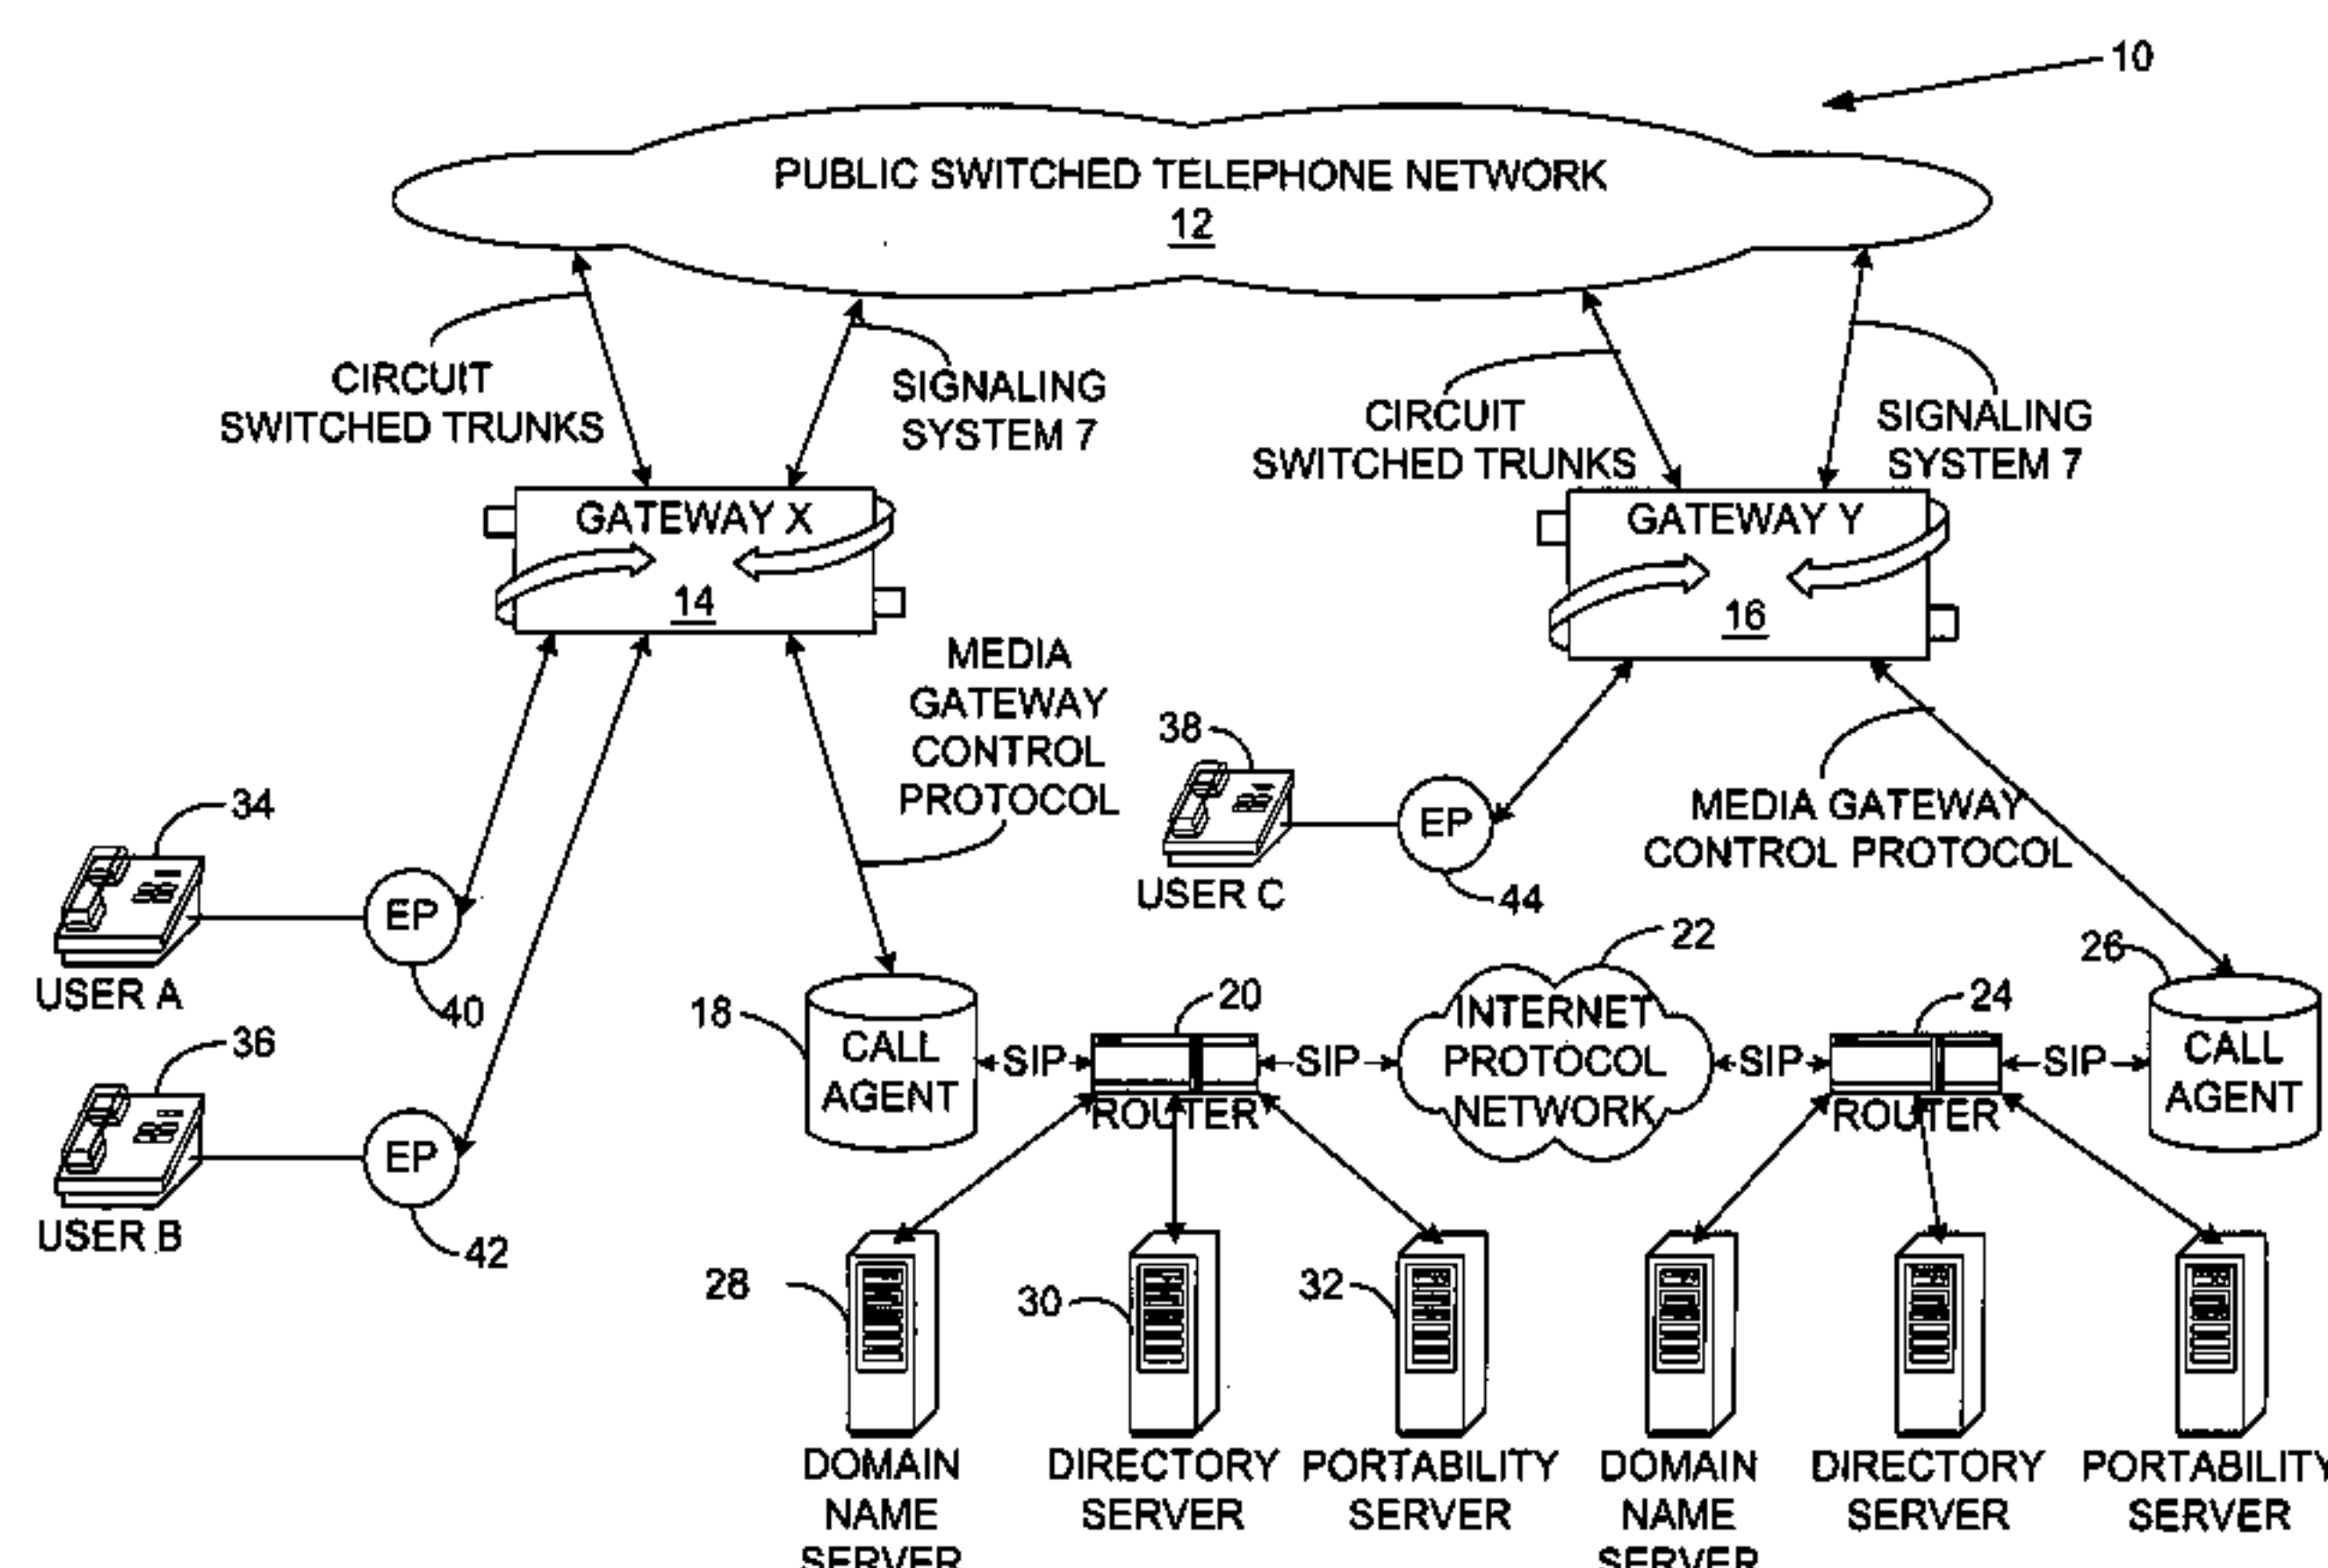 10
PUBLIC SWITCHED TELEPHONE NETWORK
12
CIRCUIT
SWITCHED TRUNKS
SIGNALING
SYSTEM 7
CIRCUIT
SWITCHED TRUNKS
SIGNALING
SYSTEM 7
GATEWAY X
14
GATEWAY Y
16
MEDIA
GATEWAY
CONTROL
PROTOCOL
38
EP
USER C
44
MEDIA GATEWAY
CONTROL PROTOCOL
34
EP
USER A
40
36
EP
USER B
42
18
CALL
AGENT
SIP
20
ROUTER
SIP
22
INTERNET
PROTOCOL
NETWORK
SIP
24
ROUTER
SIP
26
CALL
AGENT
28
30
32
DOMAIN
NAME
SERVER
DIRECTORY
SERVER
PORTABILITY
SERVER
DOMAIN
NAME
SERVER
DIRECTORY
SERVER
PORTABILITY
SERVER